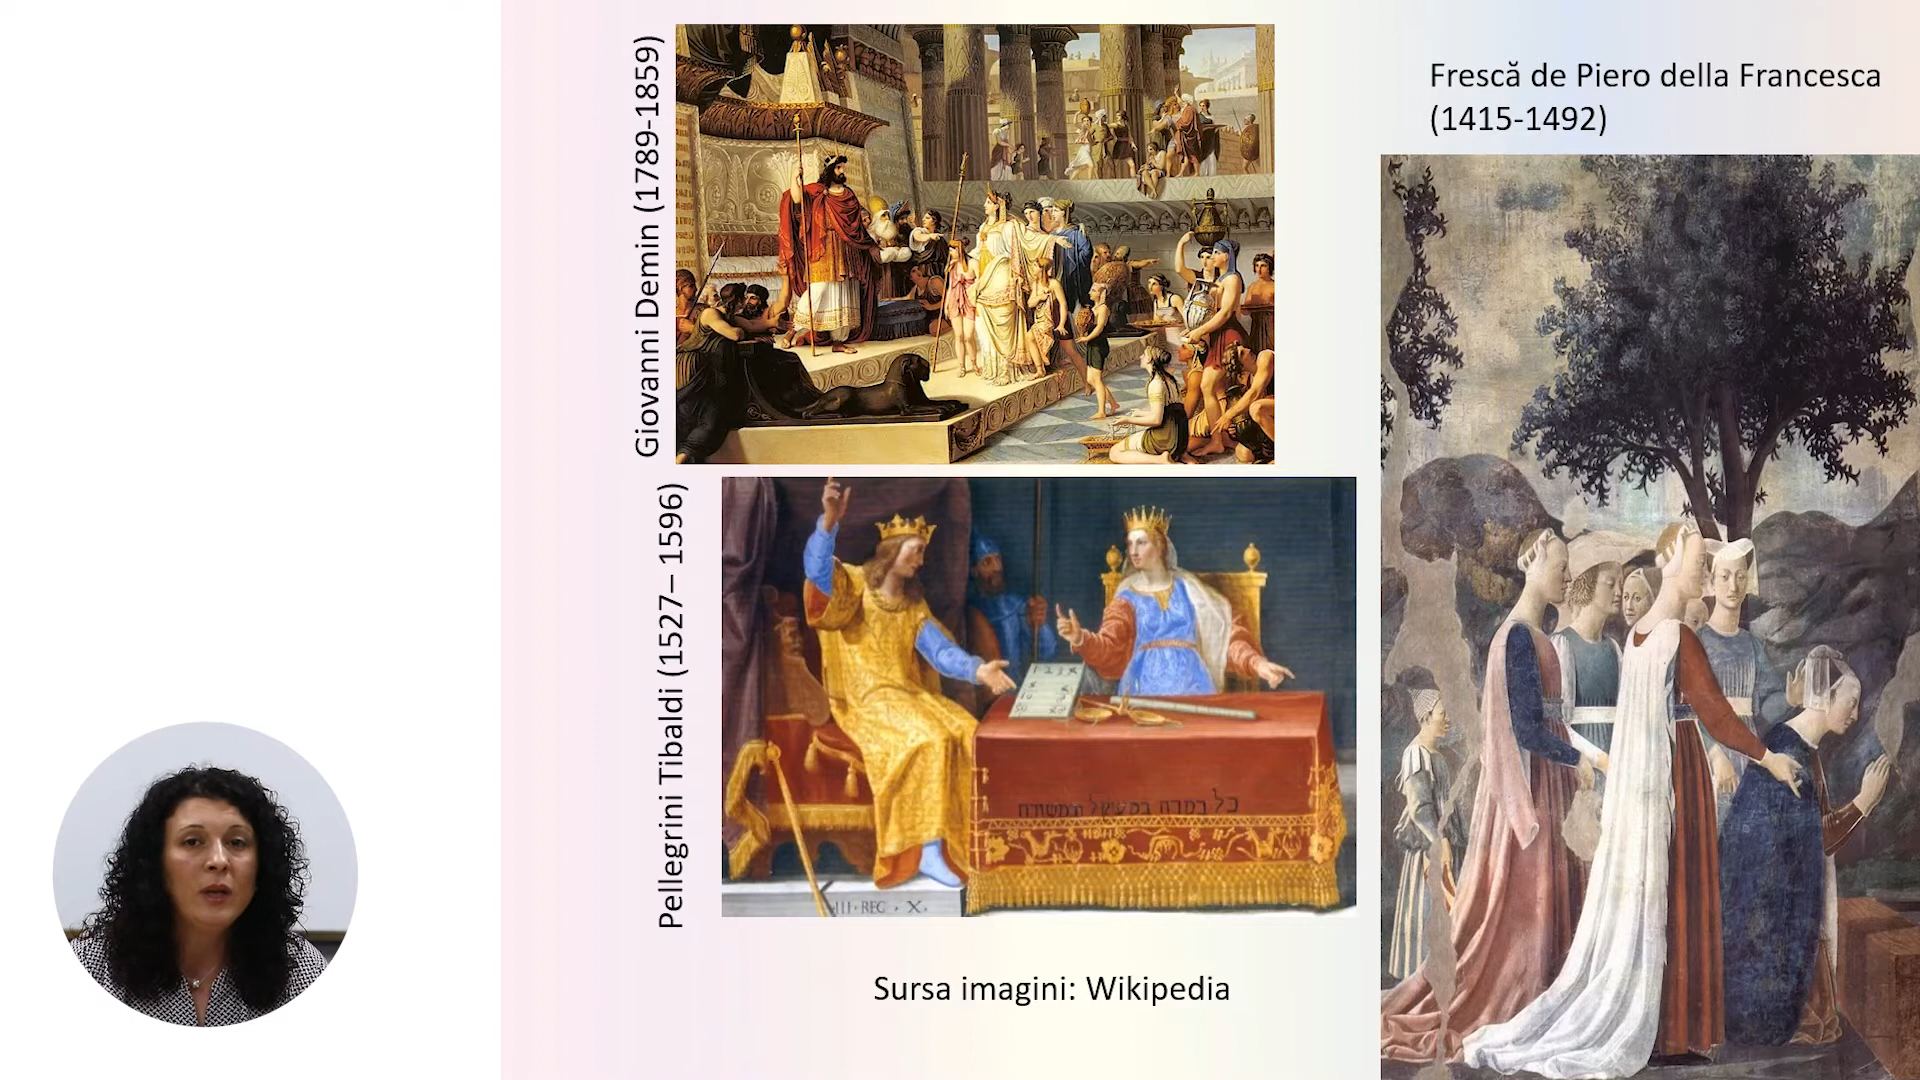 Giovanni Demin (1789-1859)
Frescă de Piero della Francesca
(1415-1492)
Pellegrini Tibaldi (1527– 1596)
III·REG·X·
Sursa imagini: Wikipedia